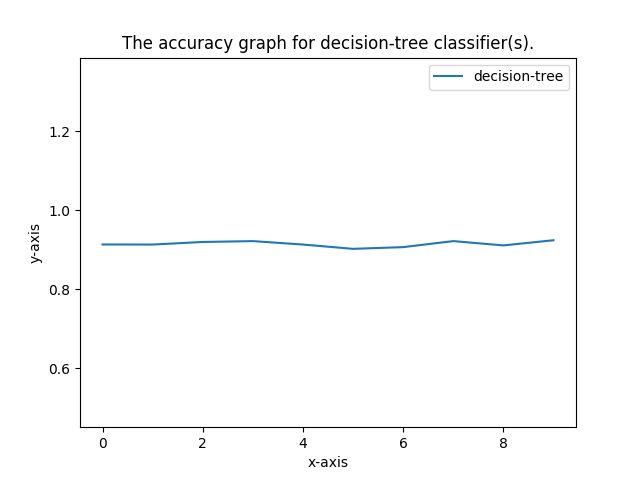 The accuracy graph for decision-tree classifier(s).
decision-tree
1.2
1.0
0.8
0.6
y-axis
0 2 4 6 8
x-axis